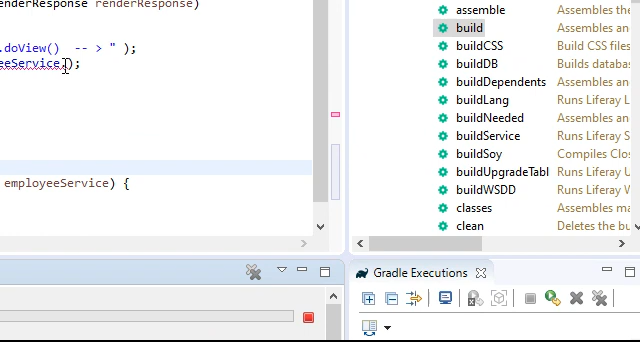 renderResponse renderResponse)
.doView()  -- > " );
eeService.);
employeeService) {
assemble Assembles the
build Assembles an
buildCSS Build CSS files
buildDB Builds databas
buildDependents Assembles an
buildLang Runs Liferay L
buildNeeded Assembles an
buildService Runs Liferay S
buildSoy Compiles Clos
buildUpgradeTabl Runs Liferay U
buildWSDD Runs Liferay W
classes Assembles ma
clean Deletes the bu
Gradle Executions